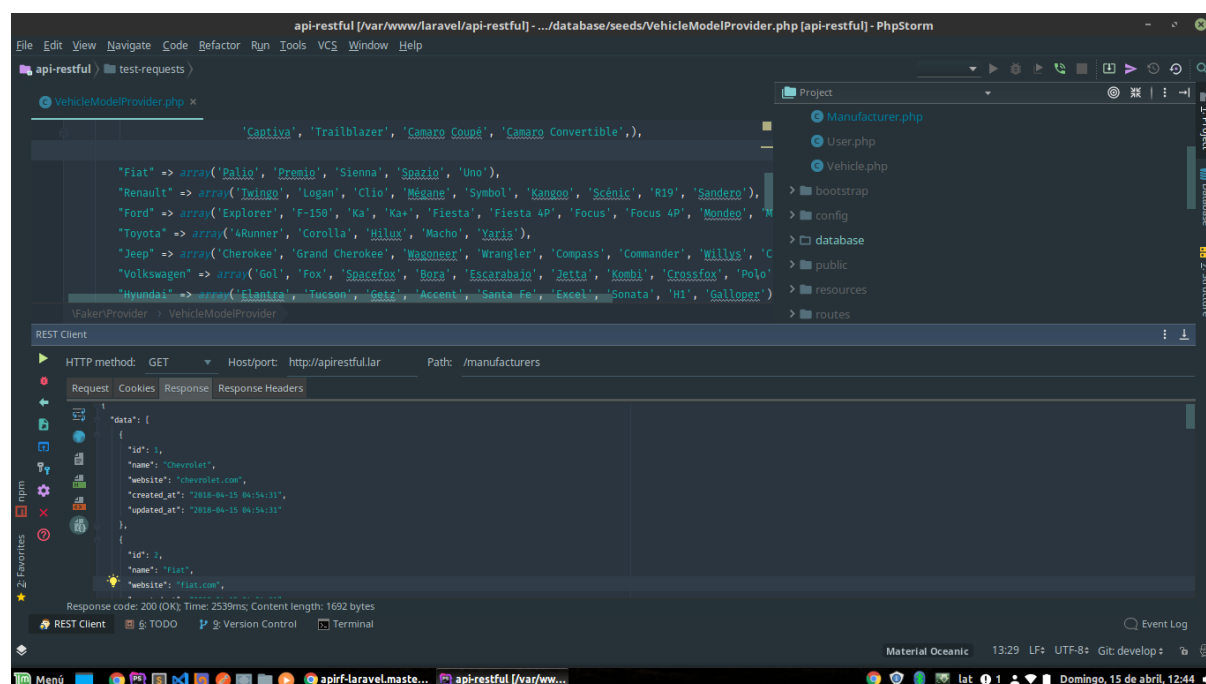 api-restful [/var/www/laravel/api-restful] - .../database/seeds/VehicleModelProvider.php [api-restful] - PhpStorm
File Edit View Navigate Code Refactor Run Tools VCS Window Help
api-restful test-requests
VehicleModelProvider.php
'Captiva', 'Trailblazer', 'Camaro Coupé', 'Camaro Convertible',),
"Fiat" => array('Palio', 'Premio', 'Sienna', 'Spazio', 'Uno'),
"Renault" => array('Twingo', 'Logan', 'Clio', 'Mégane', 'Symbol', 'Kangoo', 'Scénic', 'R19', 'Sandero'),
"Ford" => array('Explorer', 'F-150', 'Ka', 'Ka+', 'Fiesta', 'Fiesta 4P', 'Focus', 'Focus 4P', 'Mondeo', 'M
"Toyota" => array('4Runner', 'Corolla', 'Hilux', 'Macho', 'Yaris'),
"Jeep" => array('Cherokee', 'Grand Cherokee', 'Wagoneer', 'Wrangler', 'Compass', 'Commander', 'Willys', 'C
"Volkswagen" => array('Gol', 'Fox', 'Spacefox', 'Bora', 'Escarabajo', 'Jetta', 'Kombi', 'Crossfox', 'Polo'
"Hyundai" => array('Elantra', 'Tucson', 'Getz', 'Accent', 'Santa Fe', 'Excel', 'Sonata', 'H1', 'Galloper')
\Faker\Provider › VehicleModelProvider
Project
Manufacturer.php
User.php
Vehicle.php
bootstrap
config
database
public
resources
routes
1: Project
Database
Z: Structure
REST Client
HTTP method: GET Host/port: http://apirestful.lar Path: /manufacturers
Request Cookies Response Response Headers
1
"data": [
{
"id": 1,
"name": "Chevrolet",
"website": "chevrolet.com",
"created_at": "2018-04-15 04:54:31",
"updated_at": "2018-04-15 04:54:31"
},
{
"id": 2,
"name": "Fiat",
"website": "fiat.com",
Response code: 200 (OK); Time: 2539ms; Content length: 1692 bytes
npm
2: Favorites
REST Client 6: TODO 9: Version Control Terminal Event Log
Material Oceanic 13:29 LF UTF-8 Git: develop
Menú apirf-laravel.maste... api-restful [/var/ww... lat 1 Domingo, 15 de abril, 12:44